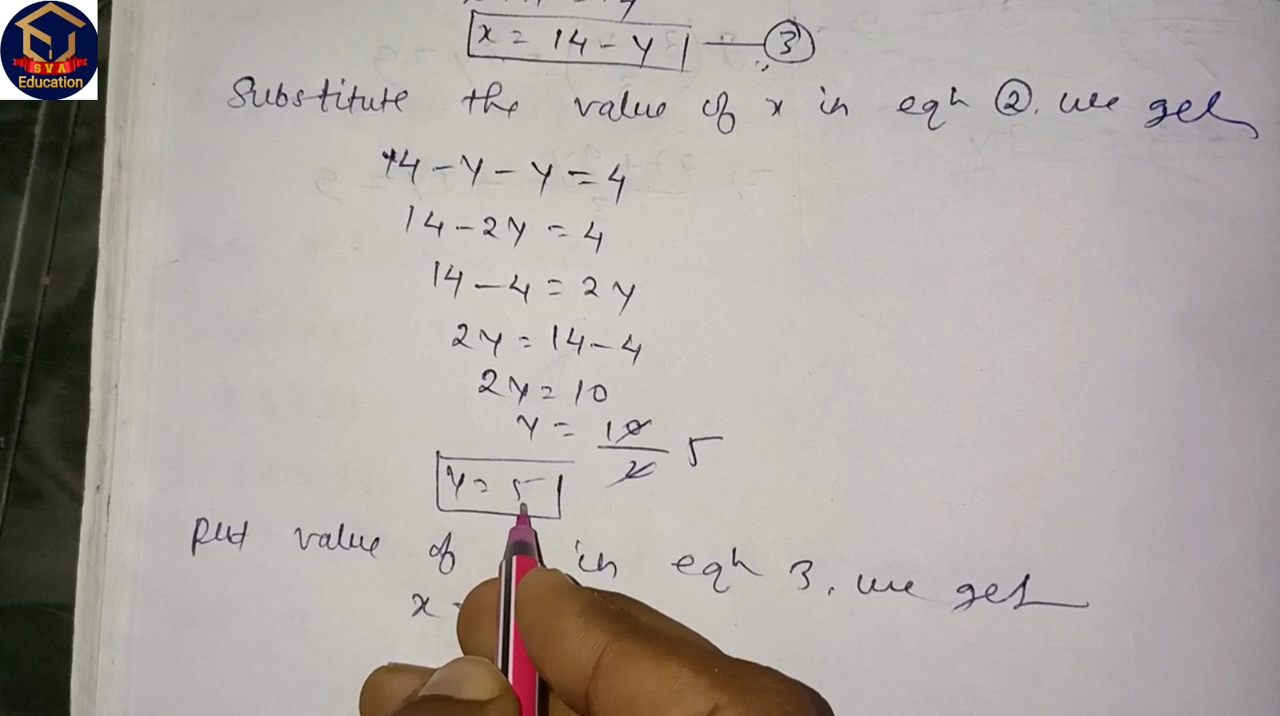 SVA
Education
x = 14 - y — ③
Substitute the value of x in eqn ②. we get
14 - y - y = 4
14 - 2y = 4
14 - 4 = 2y
2y = 14 - 4
2y = 10
y = 10/2 5
y = 5
put value of in eqn 3. we get
x